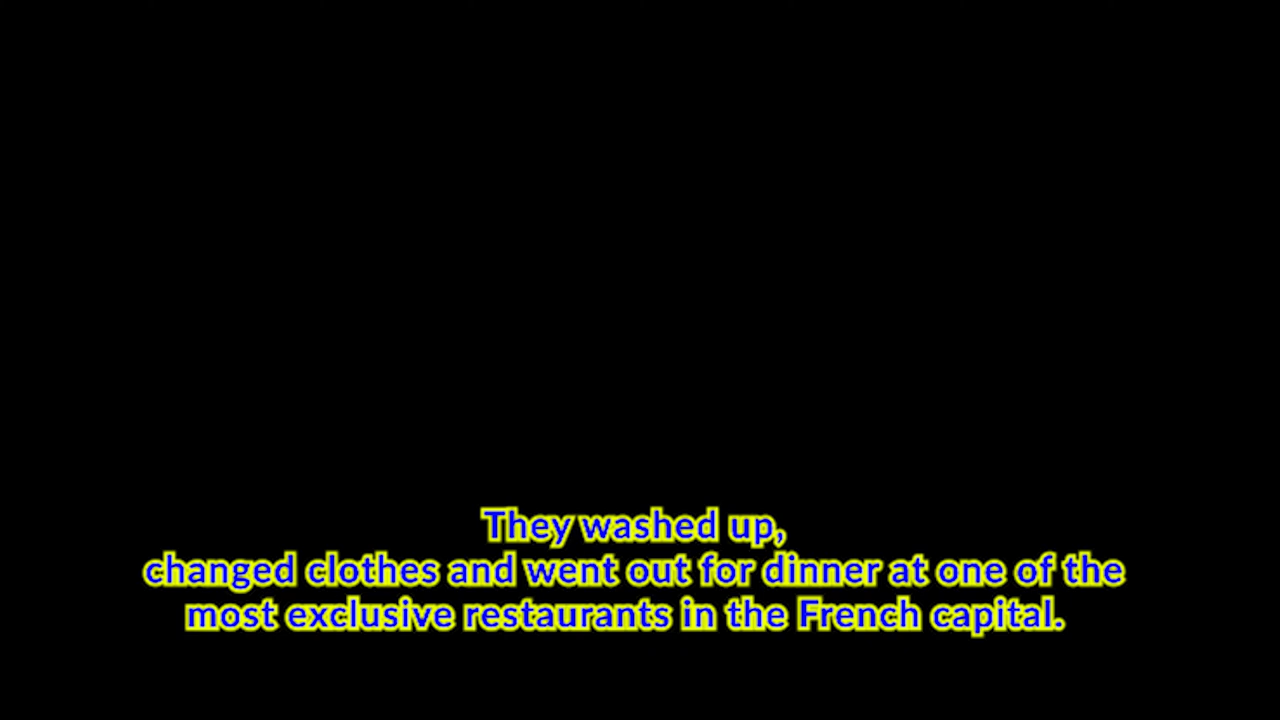 They washed up,
changed clothes and went out for dinner at one of the
most exclusive restaurants in the French capital.